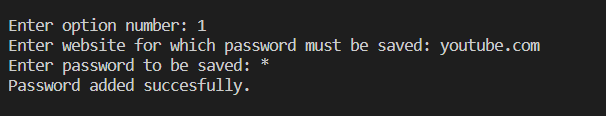 Enter option number: 1
Enter website for which password must be saved: youtube.com
Enter password to be saved: *
Password added succesfully.